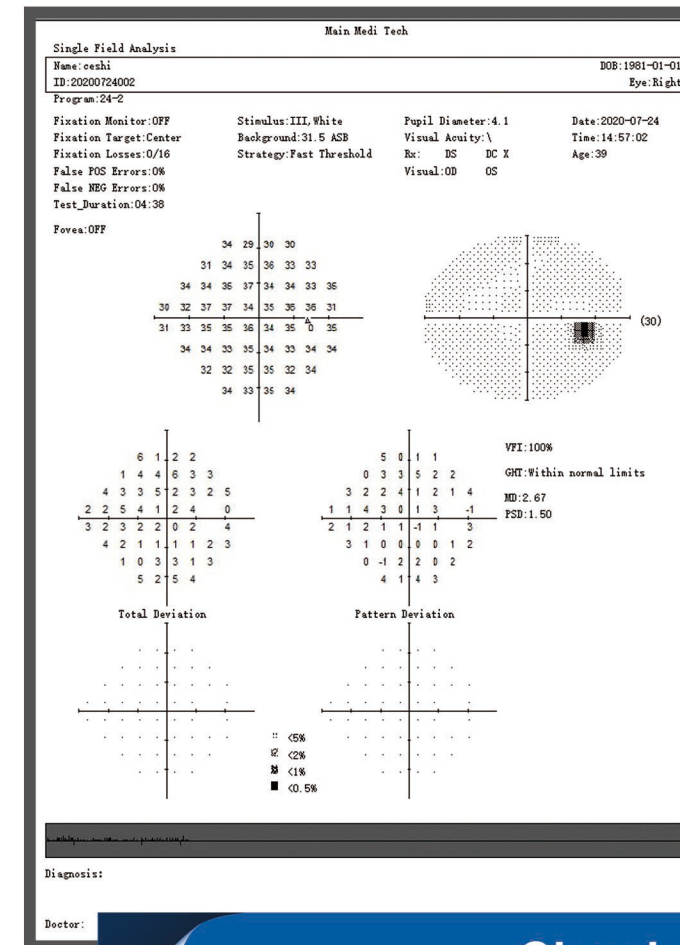 Main Medi Tech
Single Field Analysis
Name:ceshi DOB:1981-01-01
ID:20200724002 Eye:Right
Program:24-2
Fixation Monitor:OFF Stimulus:III,White Pupil Diameter:4.1 Date:2020-07-24
Fixation Target:Center Background:31.5 ASB Visual Acuity:\ Time:14:57:02
Fixation Losses:0/16 Strategy:Fast Threshold Rx: DS DC X Age:39
False POS Errors:0% Visual:OD OS
False NEG Errors:0%
Test_Duration:04:38
Fovea:OFF
34 29 30 30
31 34 35 36 33 33
34 34 35 37 34 34 33 35
30 32 37 37 34 35 36 36 31
31 33 35 35 36 34 35 0 35
(30)
34 34 33 35 34 33 34 34
32 32 35 35 32 34
34 33 35 34
6 1 2 2
1 4 4 6 3 3
4 3 3 5 2 3 2 5
2 2 5 4 1 2 4 0
3 2 3 2 2 0 2 4
4 2 1 1 1 1 2 3
1 0 3 3 1 3
5 2 5 4
Total Deviation
5 0 1 1
0 3 3 5 2 2
3 2 2 4 1 2 1 4
1 1 4 3 0 1 3 -1
2 1 2 1 1 -1 1 3
3 1 0 0 0 0 1 2
0 -1 2 2 0 2
4 1 4 3
Pattern Deviation
VFI:100%
GHT:Within normal limits
MD:2.67
PSD:1.50
<5%
<2%
<1%
<0.5%
Diagnosis:
Doctor: